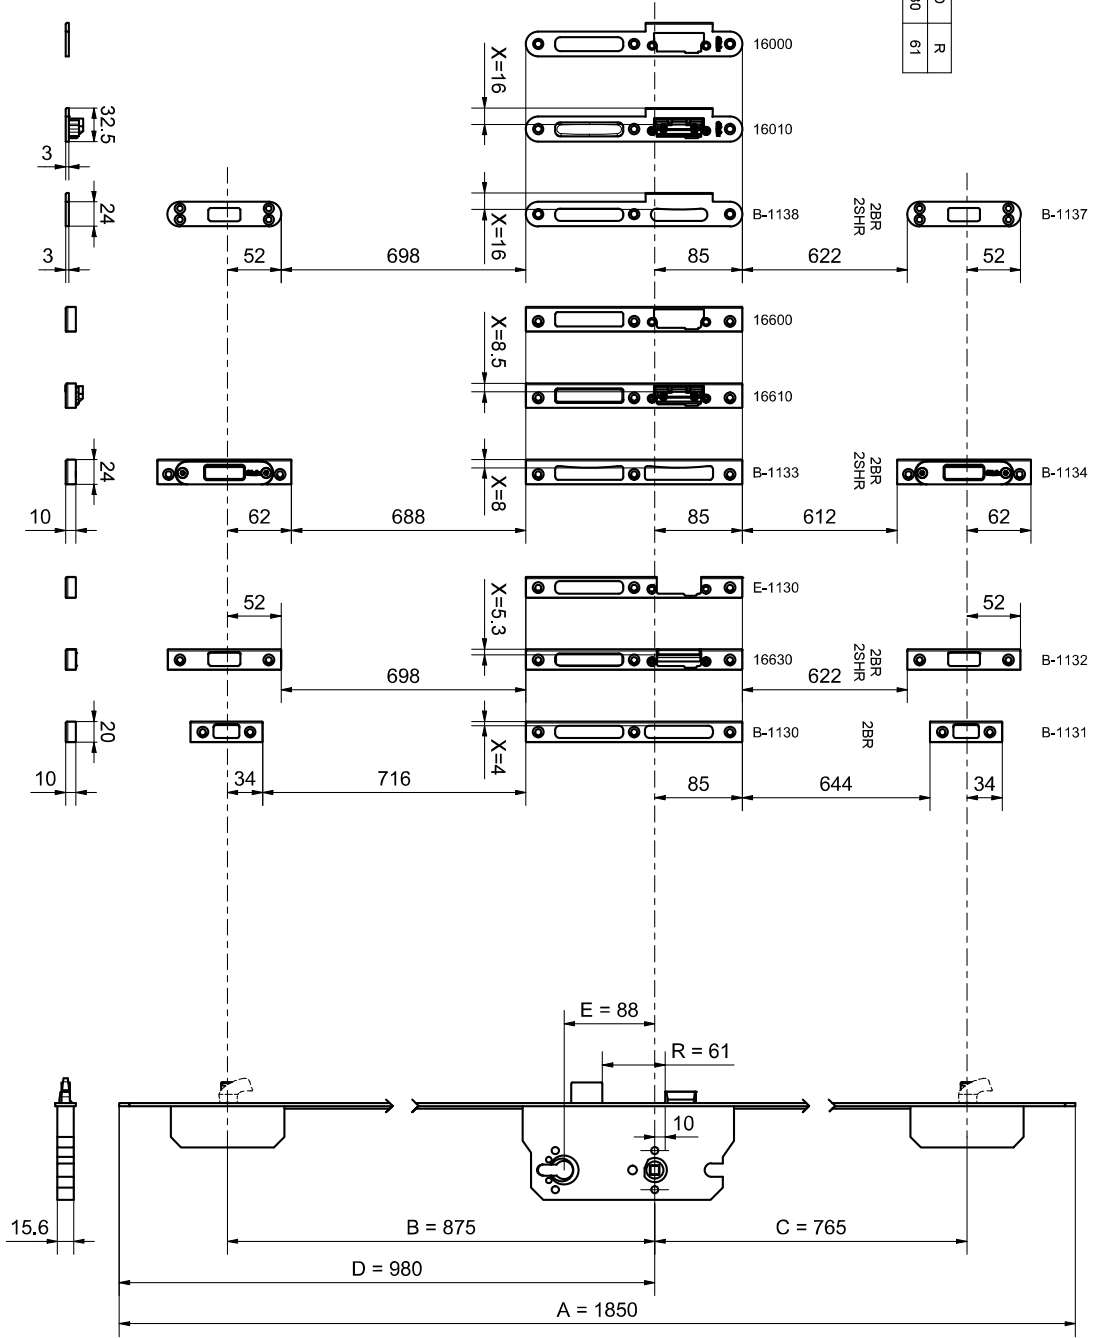 D
R
80
61
16000
X=16
32.5
16010
3
24
X=16
B-1138
2BR
2SHR
B-1137
3
52
698
85
622
52
16600
X=8.5
16610
24
X=8
B-1133
2BR
2SHR
B-1134
10
62
688
85
612
62
E-1130
52
X=5.3
52
16630
2BR
2SHR
B-1132
698
622
20
X=4
B-1130
2BR
B-1131
10
34
716
85
644
34
E = 88
R = 61
10
15.6
B = 875
C = 765
D = 980
A = 1850